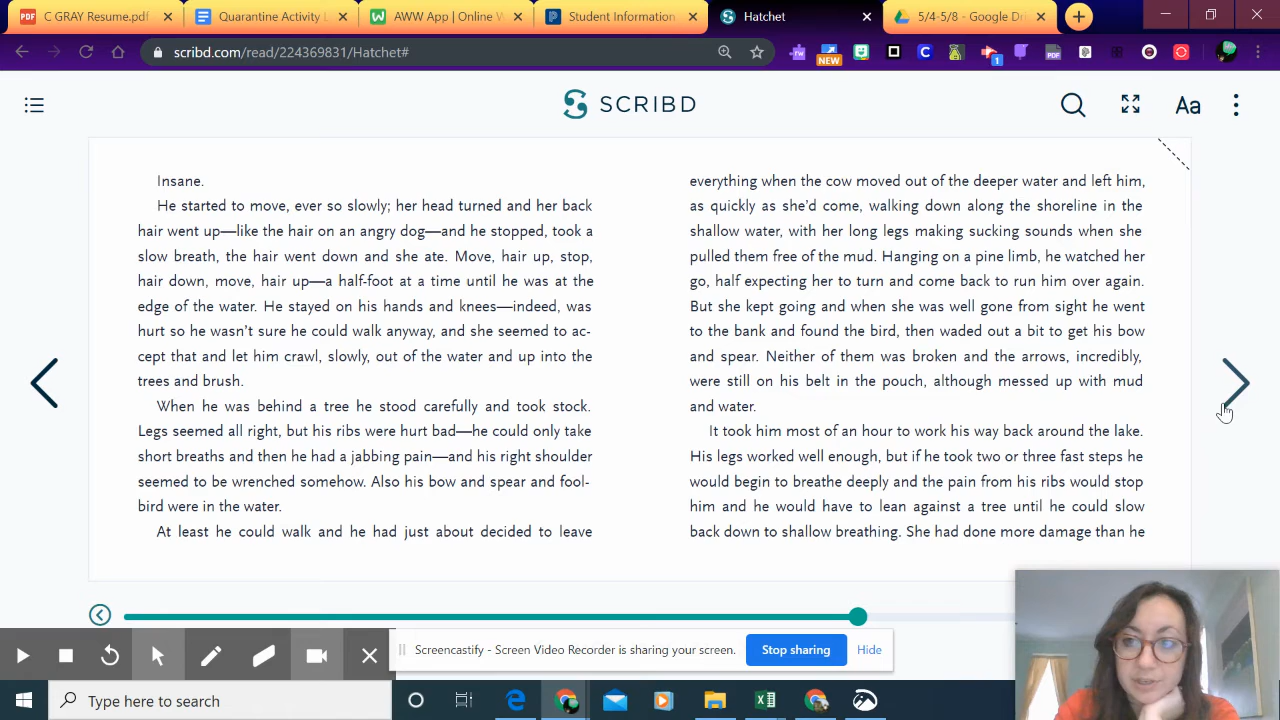 C GRAY Resume.pdf
Quarantine Activity L
AWW App | Online V
Student Information
Hatchet
5/4-5/8 - Google Dri
scribd.com/read/224369831/Hatchet#
NEW
1
SCRIBD
Aa
Insane.
He started to move, ever so slowly; her head turned and her back
hair went up—like the hair on an angry dog—and he stopped, took a
slow breath, the hair went down and she ate. Move, hair up, stop,
hair down, move, hair up—a half-foot at a time until he was at the
edge of the water. He stayed on his hands and knees—indeed, was
hurt so he wasn't sure he could walk anyway, and she seemed to ac-
cept that and let him crawl, slowly, out of the water and up into the
trees and brush.
When he was behind a tree he stood carefully and took stock.
Legs seemed all right, but his ribs were hurt bad—he could only take
short breaths and then he had a jabbing pain—and his right shoulder
seemed to be wrenched somehow. Also his bow and spear and fool-
bird were in the water.
At least he could walk and he had just about decided to leave
everything when the cow moved out of the deeper water and left him,
as quickly as she'd come, walking down along the shoreline in the
shallow water, with her long legs making sucking sounds when she
pulled them free of the mud. Hanging on a pine limb, he watched her
go, half expecting her to turn and come back to run him over again.
But she kept going and when she was well gone from sight he went
to the bank and found the bird, then waded out a bit to get his bow
and spear. Neither of them was broken and the arrows, incredibly,
were still on his belt in the pouch, although messed up with mud
and water.
It took him most of an hour to work his way back around the lake.
His legs worked well enough, but if he took two or three fast steps he
would begin to breathe deeply and the pain from his ribs would stop
him and he would have to lean against a tree until he could slow
back down to shallow breathing. She had done more damage than he
Screencastify - Screen Video Recorder is sharing your screen.
Stop sharing
Hide
Type here to search